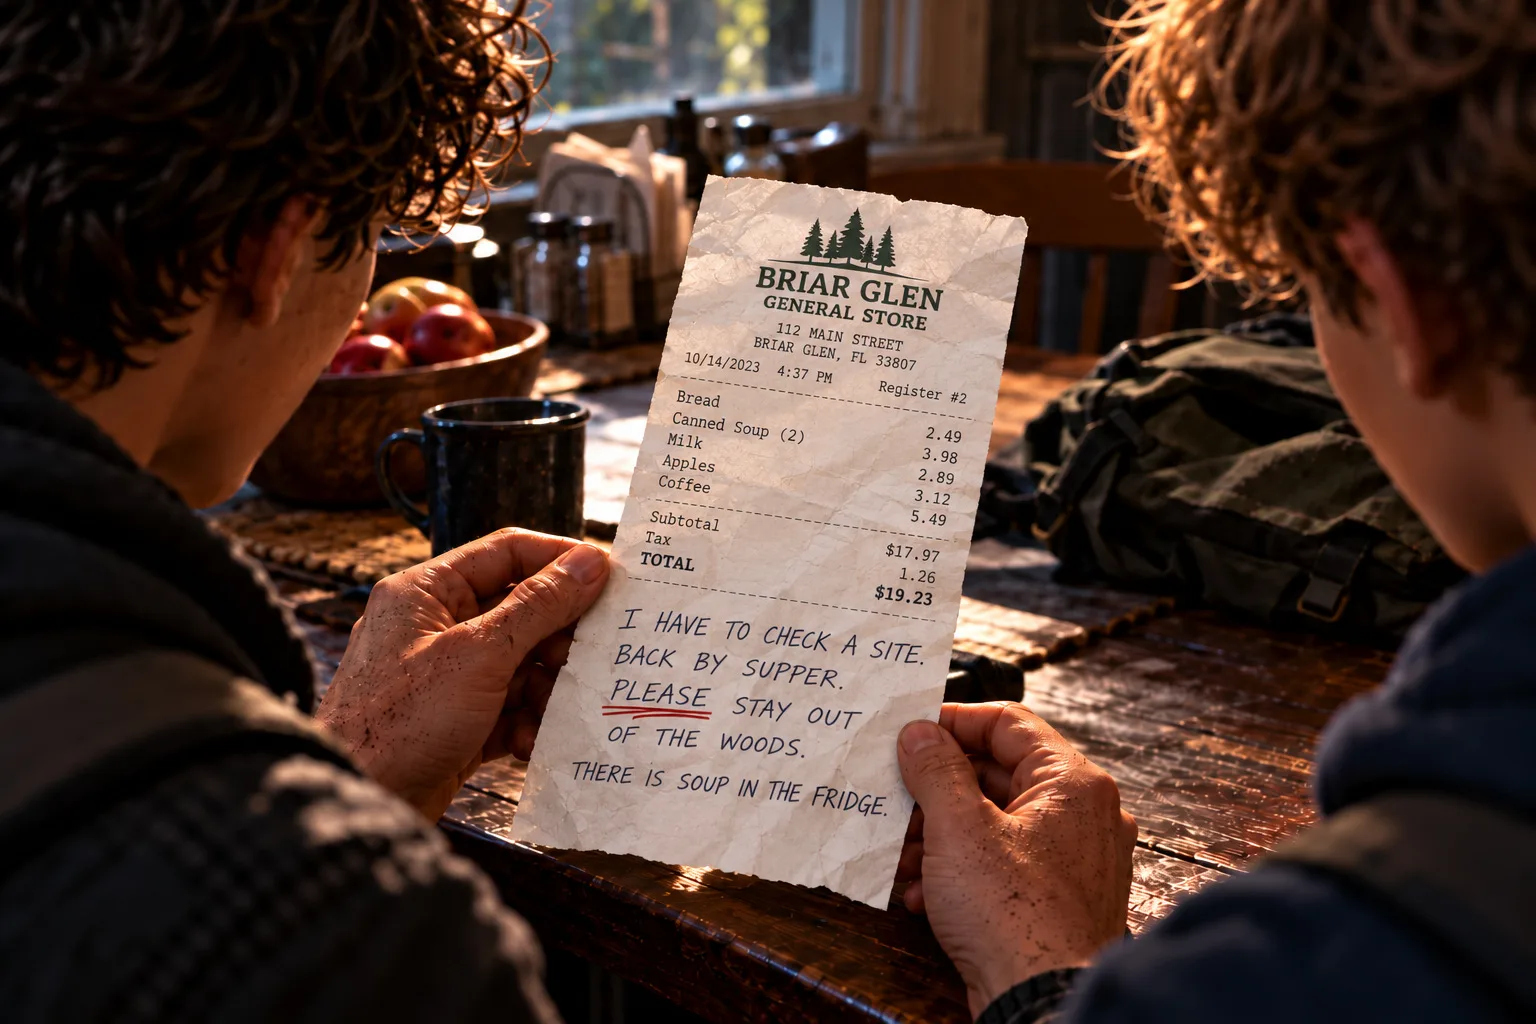 BRIAR GLEN
GENERAL STORE
112 MAIN STREET
BRIAR GLEN, FL 33807
10/14/2023 4:37 PM Register #2
Bread 2.49
Canned Soup (2) 3.98
Milk 2.89
Apples 3.12
Coffee 5.49
Subtotal $17.97
Tax 1.26
TOTAL $19.23
I HAVE TO CHECK A SITE.
BACK BY SUPPER.
PLEASE STAY OUT
OF THE WOODS.
THERE IS SOUP IN THE FRIDGE.